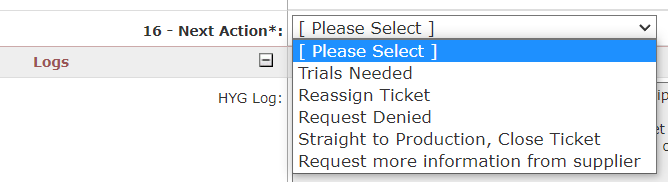 16 - Next Action*: [ Please Select ]
[ Please Select ]
Logs
Trials Needed
HYG Log: Reassign Ticket
Request Denied
Straight to Production, Close Ticket
Request more information from supplier